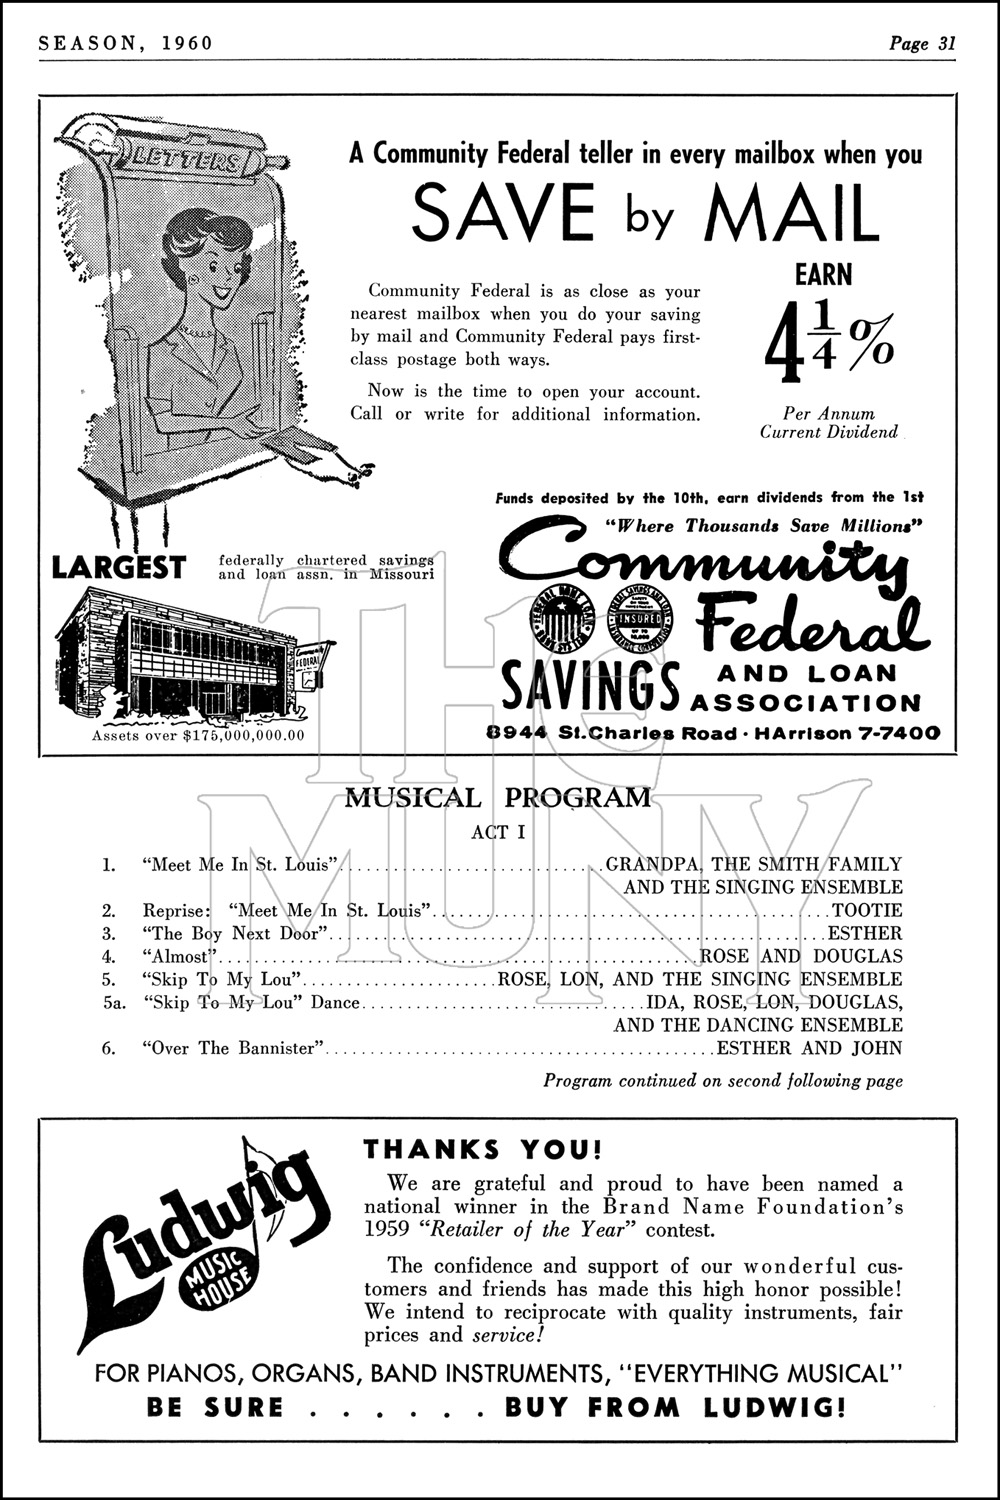 SEASON, 1960 Page 31
LETTERS
A Community Federal teller in every mailbox when you
SAVE by MAIL
Community Federal is as close as your
nearest mailbox when you do your saving
by mail and Community Federal pays first-
class postage both ways.
Now is the time to open your account.
Call or write for additional information.
EARN
4 1/4 %
Per Annum
Current Dividend
Funds deposited by the 10th, earn dividends from the 1st
"Where Thousands Save Millions"
Community
Federal
SAVINGS AND LOAN
ASSOCIATION
8944 St. Charles Road · HArrison 7-7400
FEDERAL HOME LOAN BANK SYSTEM
INSURED
LARGEST federally chartered savings
and loan assn. in Missouri
Community
FEDERAL
Assets over $175,000,000.00
THE
MUNY
MUSICAL PROGRAM
ACT I
1. "Meet Me In St. Louis" . . . . . . . . . . GRANDPA, THE SMITH FAMILY
AND THE SINGING ENSEMBLE
2. Reprise: "Meet Me In St. Louis" . . . . . . . . . . TOOTIE
3. "The Boy Next Door" . . . . . . . . . . ESTHER
4. "Almost" . . . . . . . . . . ROSE AND DOUGLAS
5. "Skip To My Lou" . . . . . . . . . . ROSE, LON, AND THE SINGING ENSEMBLE
5a. "Skip To My Lou" Dance . . . . . . . . . . IDA, ROSE, LON, DOUGLAS,
AND THE DANCING ENSEMBLE
6. "Over The Bannister" . . . . . . . . . . ESTHER AND JOHN
Program continued on second following page
Ludwig
MUSIC
HOUSE
THANKS YOU!
We are grateful and proud to have been named a
national winner in the Brand Name Foundation's
1959 "Retailer of the Year" contest.
The confidence and support of our wonderful cus-
tomers and friends has made this high honor possible!
We intend to reciprocate with quality instruments, fair
prices and service!
FOR PIANOS, ORGANS, BAND INSTRUMENTS, "EVERYTHING MUSICAL"
BE SURE . . . . . . BUY FROM LUDWIG!